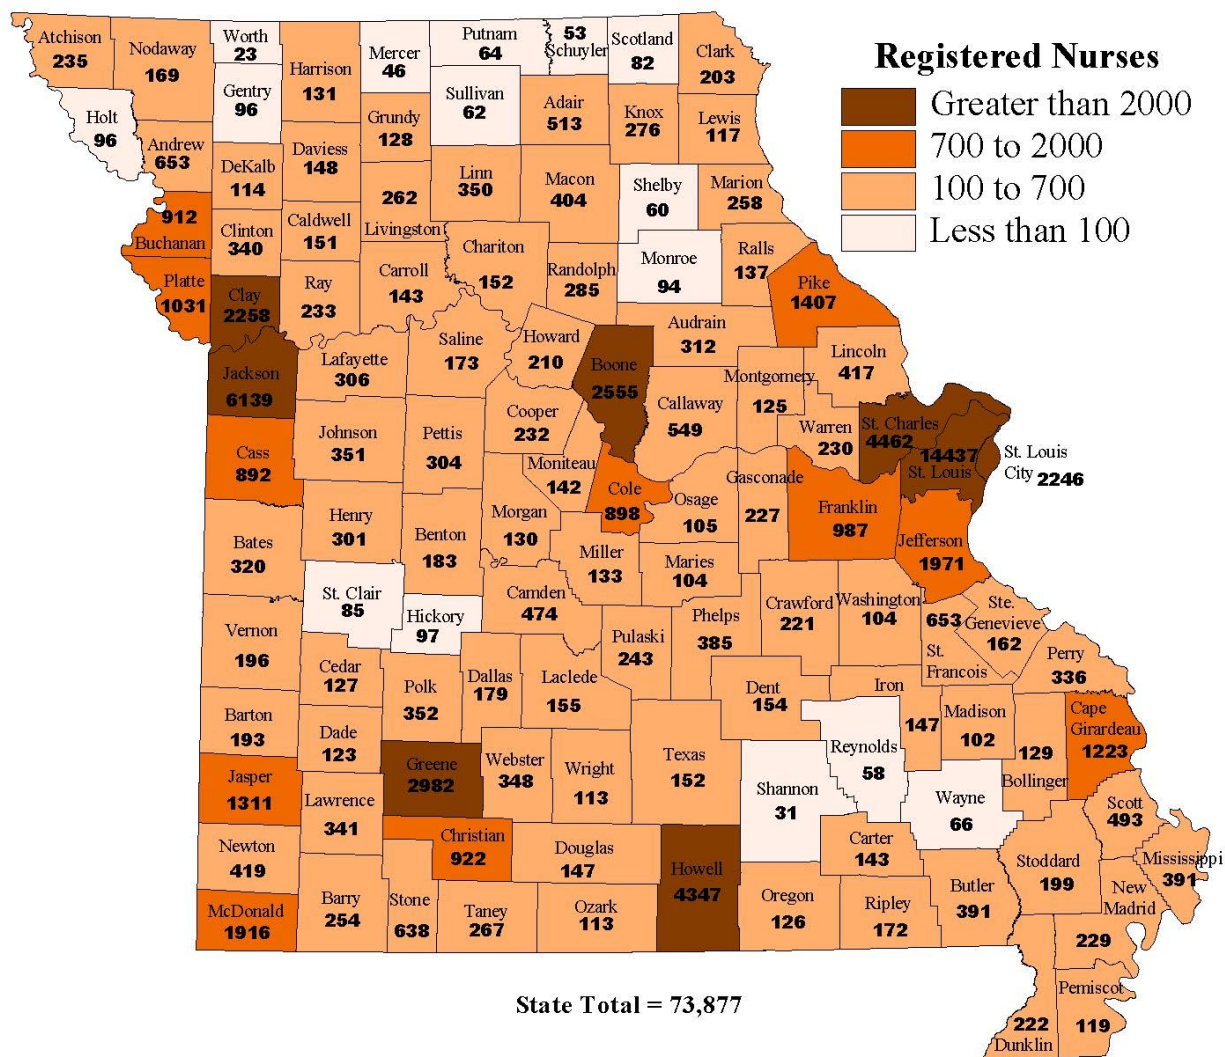 Registered Nurses
Greater than 2000
700 to 2000
100 to 700
Less than 100
Atchison
235
Nodaway
169
Worth
23
Harrison
131
Mercer
46
Putnam
64
53
Schuyler
Scotland
82
Clark
203
Holt
96
Gentry
96
Andrew
653
DeKalb
114
Daviess
148
Grundy
128
Sullivan
62
Adair
513
Knox
276
Lewis
117
262
Livingston
Linn
350
Macon
404
Shelby
60
Marion
258
912
Buchanan
Clinton
340
Caldwell
151
Chariton
152
Randolph
285
Monroe
94
Ralls
137
Pike
1407
Platte
1031
Clay
2258
Ray
233
Carroll
143
Saline
173
Howard
210
Boone
2555
Audrain
312
Lincoln
417
Jackson
6139
Lafayette
306
Cooper
232
Callaway
549
Montgomery
125
Warren
230
St. Charles
4462
14437
St. Louis
St. Louis
City 2246
Cass
892
Johnson
351
Pettis
304
Moniteau
142
Cole
898
Osage
105
Gasconade
227
Franklin
987
Jefferson
1971
Bates
320
Henry
301
Benton
183
Morgan
130
Miller
133
Maries
104
St. Clair
85
Hickory
97
Camden
474
Pulaski
243
Phelps
385
Crawford
221
Washington
104
653
St.
Francois
Ste.
Genevieve
162
Perry
336
Vernon
196
Cedar
127
Polk
352
Dallas
179
Laclede
155
Dent
154
Iron
147
Madison
102
129
Bollinger
Cape
Girardeau
1223
Barton
193
Dade
123
Greene
2982
Webster
348
Wright
113
Texas
152
Shannon
31
Reynolds
58
Wayne
66
Scott
493
Jasper
1311
Lawrence
341
Christian
922
Douglas
147
Howell
4347
Carter
143
Stoddard
199
Mississippi
391
Newton
419
McDonald
1916
Barry
254
Stone
638
Taney
267
Ozark
113
Oregon
126
Ripley
172
Butler
391
New
Madrid
229
Pemiscot
119
222
Dunklin
State Total = 73,877